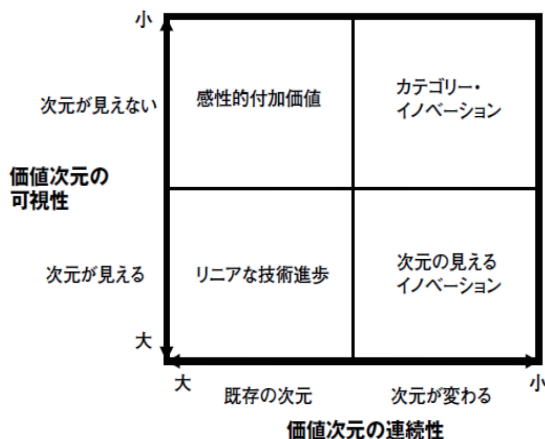 小
次元が見えない
感性的付加価値
カテゴリー・
イノベーション
価値次元の
可視性
次元が見える
リニアな技術進歩
次元の見える
イノベーション
大
大
既存の次元
次元が変わる
小
価値次元の連続性